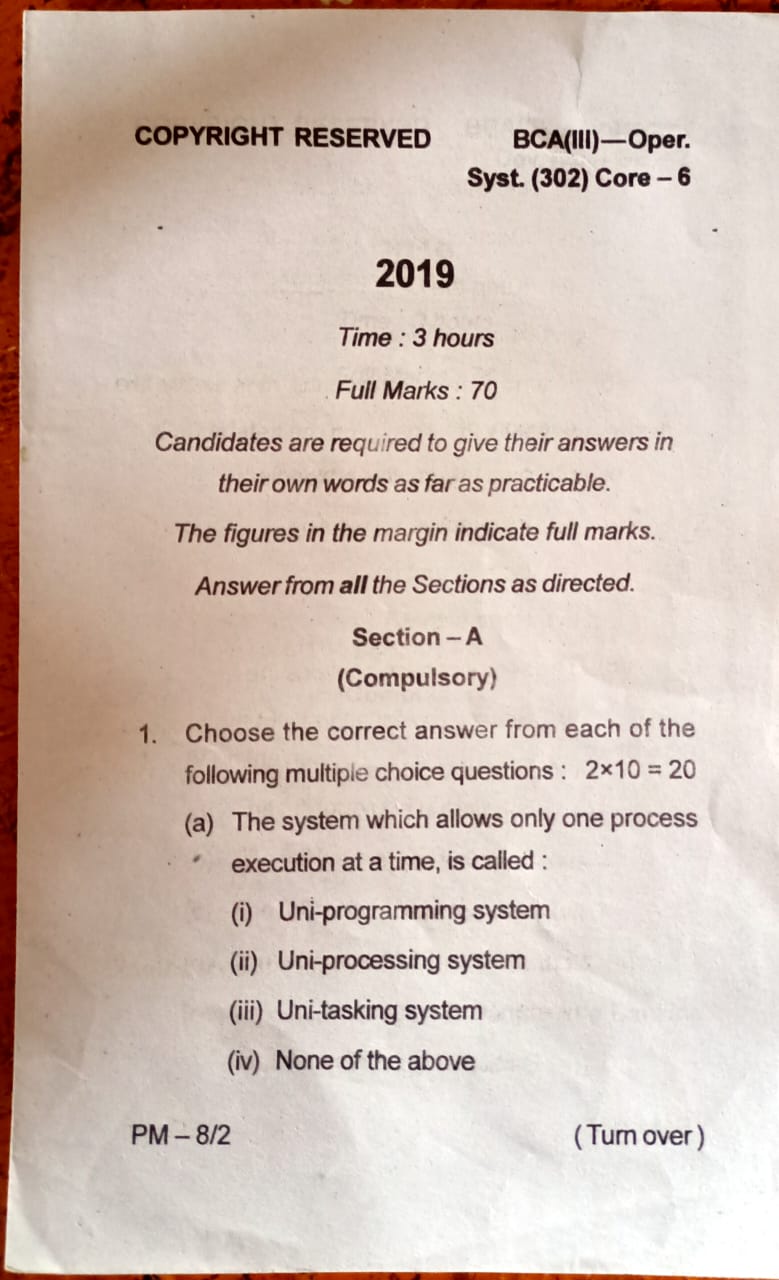 COPYRIGHT RESERVED BCA(III)—Oper.
Syst. (302) Core – 6
2019
Time : 3 hours
Full Marks : 70
Candidates are required to give their answers in
their own words as far as practicable.
The figures in the margin indicate full marks.
Answer from all the Sections as directed.
Section – A
(Compulsory)
1. Choose the correct answer from each of the
following multiple choice questions : 2×10 = 20
(a) The system which allows only one process
execution at a time, is called :
(i) Uni-programming system
(ii) Uni-processing system
(iii) Uni-tasking system
(iv) None of the above
PM – 8/2 (Turn over)